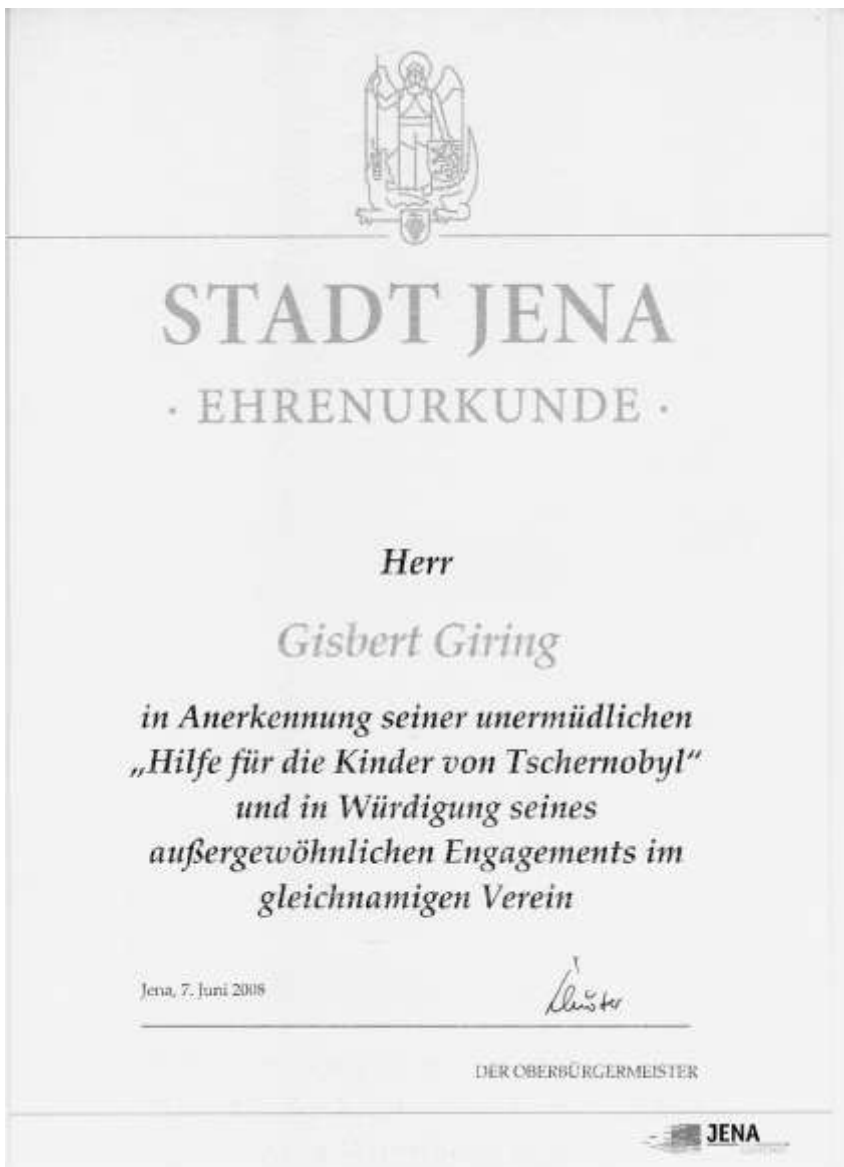 STADT JENA
· EHRENURKUNDE ·
Herr
Gisbert Giring
in Anerkennung seiner unermüdlichen
„Hilfe für die Kinder von Tschernobyl“
und in Würdigung seines
außergewöhnlichen Engagements im
gleichnamigen Verein
Jena, 7. Juni 2008
DER OBERBÜRGERMEISTER
JENA